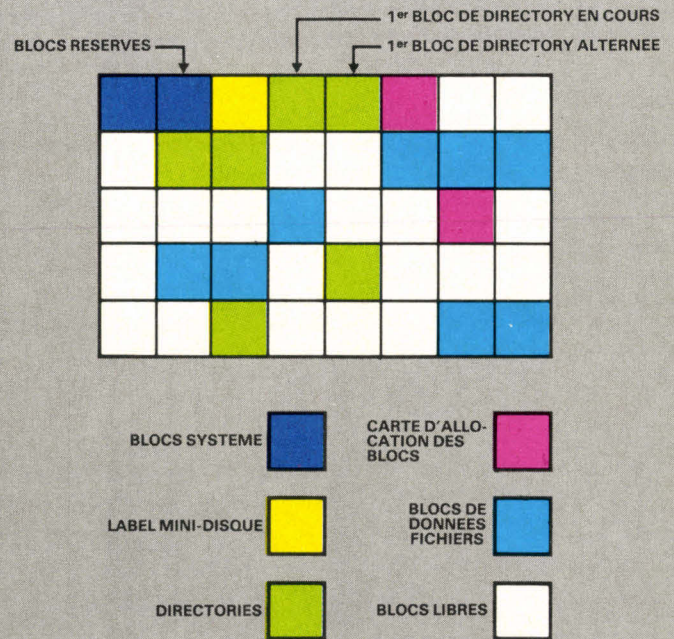 1er BLOC DE DIRECTORY EN COURS
BLOCS RESERVES
1er BLOC DE DIRECTORY ALTERNEE
BLOCS SYSTEME
CARTE D'ALLO-
CATION DES
BLOCS
LABEL MINI-DISQUE
BLOCS DE
DONNEES
FICHIERS
DIRECTORIES
BLOCS LIBRES